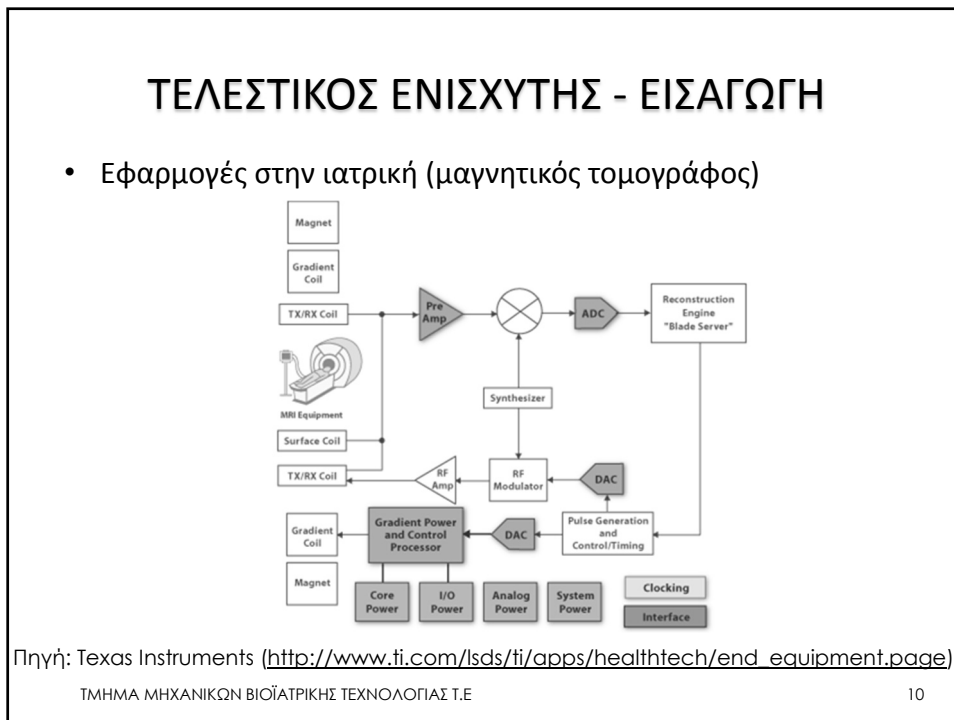 ΤΕΛΕΣΤΙΚΟΣ ΕΝΙΣΧΥΤΗΣ - ΕΙΣΑΓΩΓΗ
• Εφαρμογές στην ιατρική (μαγνητικός τομογράφος)
Magnet
Gradient
Coil
TX/RX Coil
Pre
Amp
ADC
Reconstruction
Engine
"Blade Server"
MRI Equipment
Synthesizer
Surface Coil
TX/RX Coil
RF
Amp
RF
Modulator
DAC
Gradient
Coil
Gradient Power
and Control
Processor
DAC
Pulse Generation
and
Control/Timing
Magnet
Core
Power
I/O
Power
Analog
Power
System
Power
Clocking
Interface
Πηγή: Texas Instruments (http://www.ti.com/lsds/ti/apps/healthtech/end_equipment.page)
ΤΜΗΜΑ ΜΗΧΑΝΙΚΩΝ ΒΙΟΪΑΤΡΙΚΗΣ ΤΕΧΝΟΛΟΓΙΑΣ Τ.Ε 10